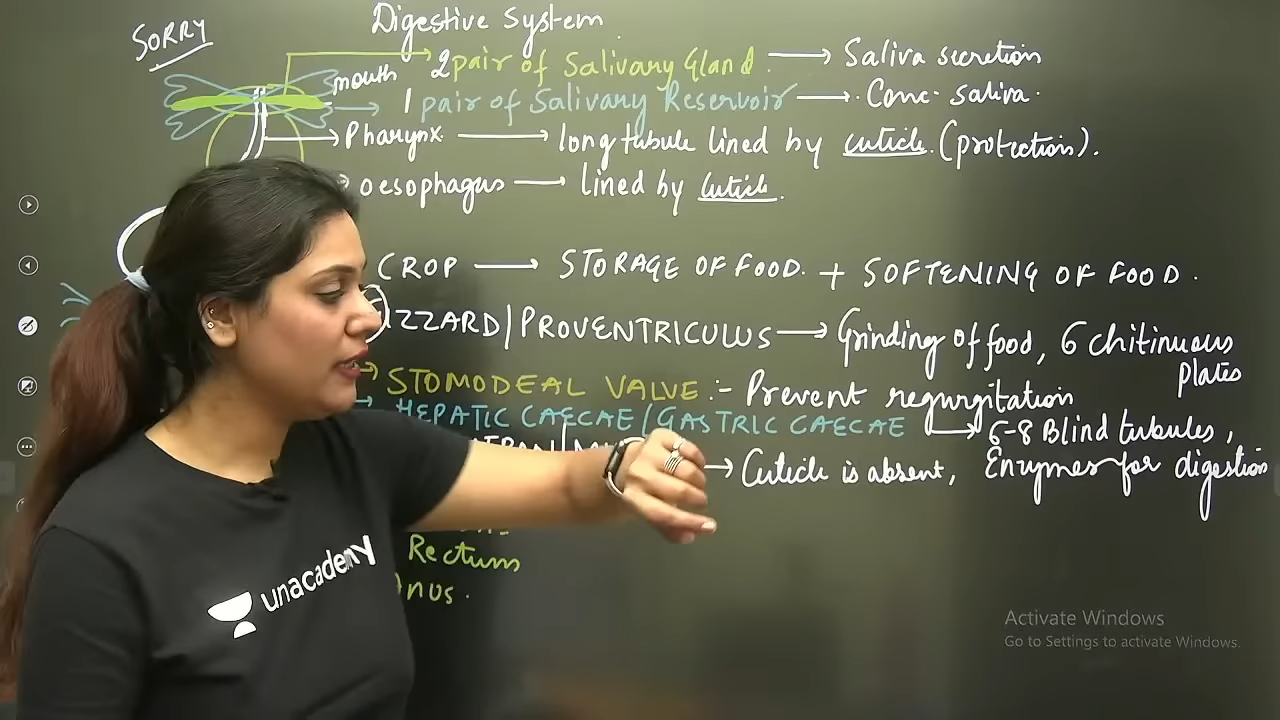 SORRY
Digestive System
2 pair of Salivary Gland → Saliva secretion
mouth
1 pair of Salivary Reservoir → Conc. saliva.
Pharynx → long tubule lined by cuticle. (protection).
oesophagus → lined by Cuticle.
CROP → STORAGE OF FOOD. + SOFTENING OF FOOD.
IZZARD/PROVENTRICULUS → Grinding of food, 6 chitinuous
plates
STOMODEAL VALVE :- Prevent regurgitation
HEPATIC CAECAE/GASTRIC CAECAE → 6-8 Blind tubules,
→ Cuticle is absent, Enzymes for digestion
Rectum
nus.
unacademy
Activate Windows
Go to Settings to activate Windows.